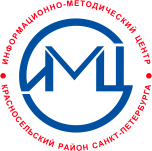 ИНФОРМАЦИОННО-МЕТОДИЧЕСКИЙ ЦЕНТР
ИМЦ
КРАСНОСЕЛЬСКИЙ РАЙОН САНКТ-ПЕТЕРБУРГА